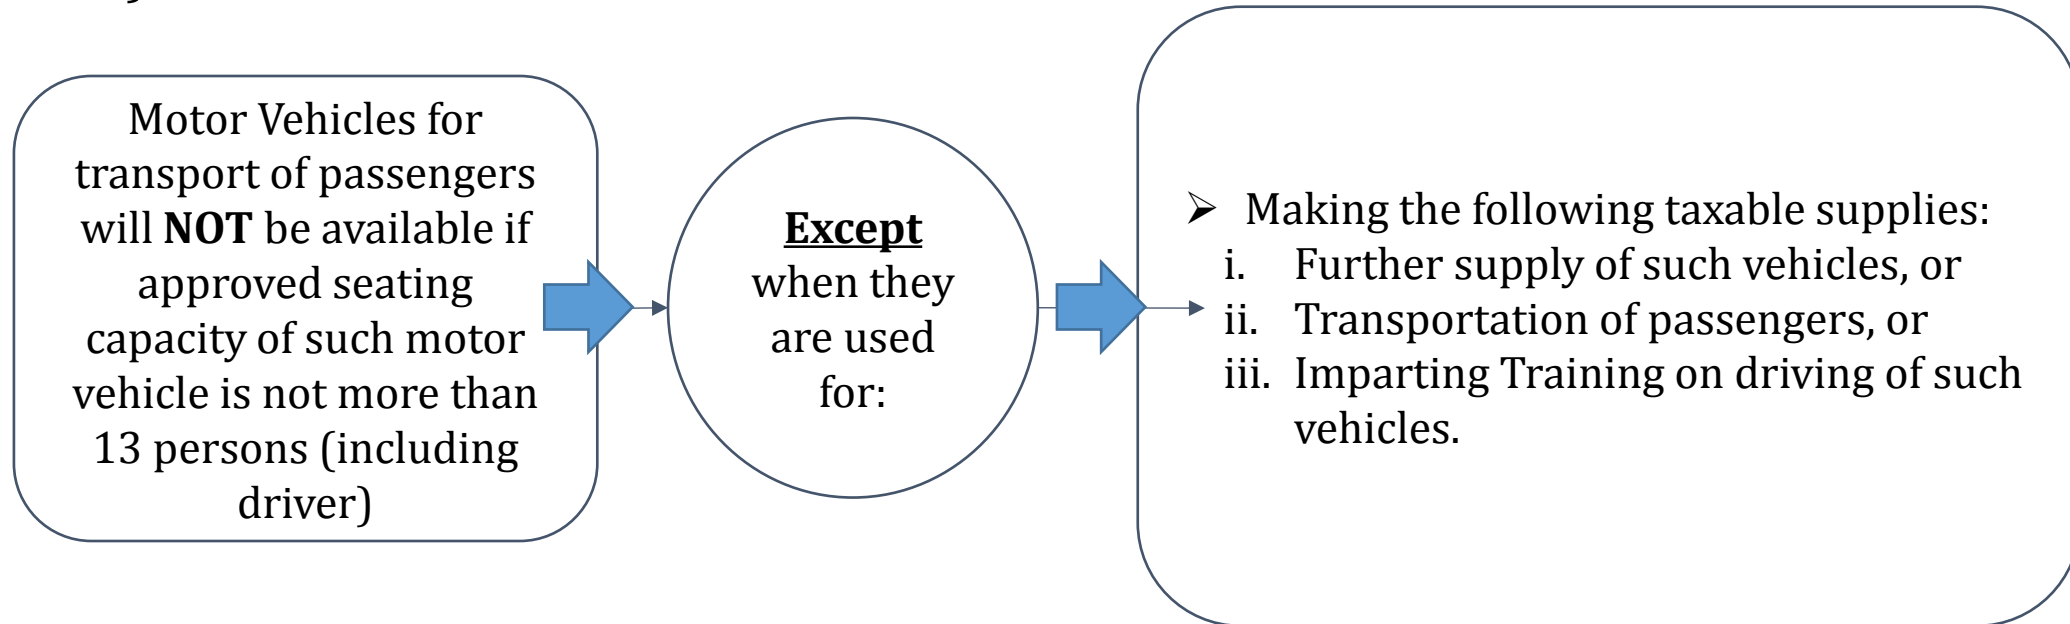 Motor Vehicles for
transport of passengers
will NOT be available if
approved seating
capacity of such motor
vehicle is not more than
13 persons (including
driver)
Except
when they
are used
for:
➢ Making the following taxable supplies:
i. Further supply of such vehicles, or
ii. Transportation of passengers, or
iii. Imparting Training on driving of such
vehicles.